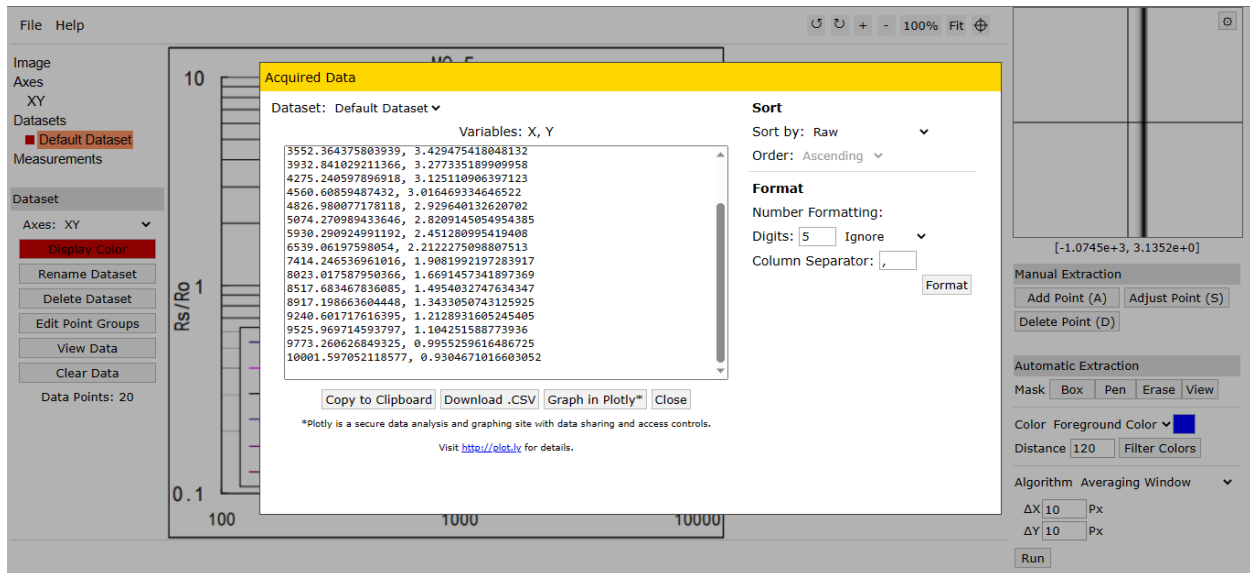 File Help
↺ ↻ + - 100% Fit
Image
Axes
XY
Datasets
Default Dataset
Measurements
Dataset
Axes: XY
Display Color
Rename Dataset
Delete Dataset
Edit Point Groups
View Data
Clear Data
Data Points: 20
10
1
0.1
Rs/Ro
100
1000
10000
Acquired Data
Dataset: Default Dataset
Variables: X, Y
3552.364375803939, 3.429475418048132
3932.841029211366, 3.277335189909958
4275.240597896918, 3.125110906397123
4560.60859487432, 3.016469334646522
4826.980077178118, 2.929640132620702
5074.270989433646, 2.8209145054954385
5930.290924991192, 2.451280995419408
6539.06197598054, 2.2122275098807513
7414.246536961016, 1.9081992197283917
8023.017587950366, 1.6691457341897369
8517.683467836085, 1.4954032747634347
8917.198663604448, 1.3433050743125925
9240.601717616395, 1.2128931605245405
9525.969714593797, 1.104251588773936
9773.260626849325, 0.9955259616486725
10001.597052118577, 0.9304671016603052
Copy to Clipboard Download .CSV Graph in Plotly* Close
*Plotly is a secure data analysis and graphing site with data sharing and access controls.
Visit http://plot.ly for details.
Sort
Sort by: Raw
Order: Ascending
Format
Number Formatting:
Digits: 5 Ignore
Column Separator: ,
Format
[-1.0745e+3, 3.1352e+0]
Manual Extraction
Add Point (A) Adjust Point (S)
Delete Point (D)
Automatic Extraction
Mask Box Pen Erase View
Color Foreground Color
Distance 120 Filter Colors
Algorithm Averaging Window
ΔX 10 Px
ΔY 10 Px
Run